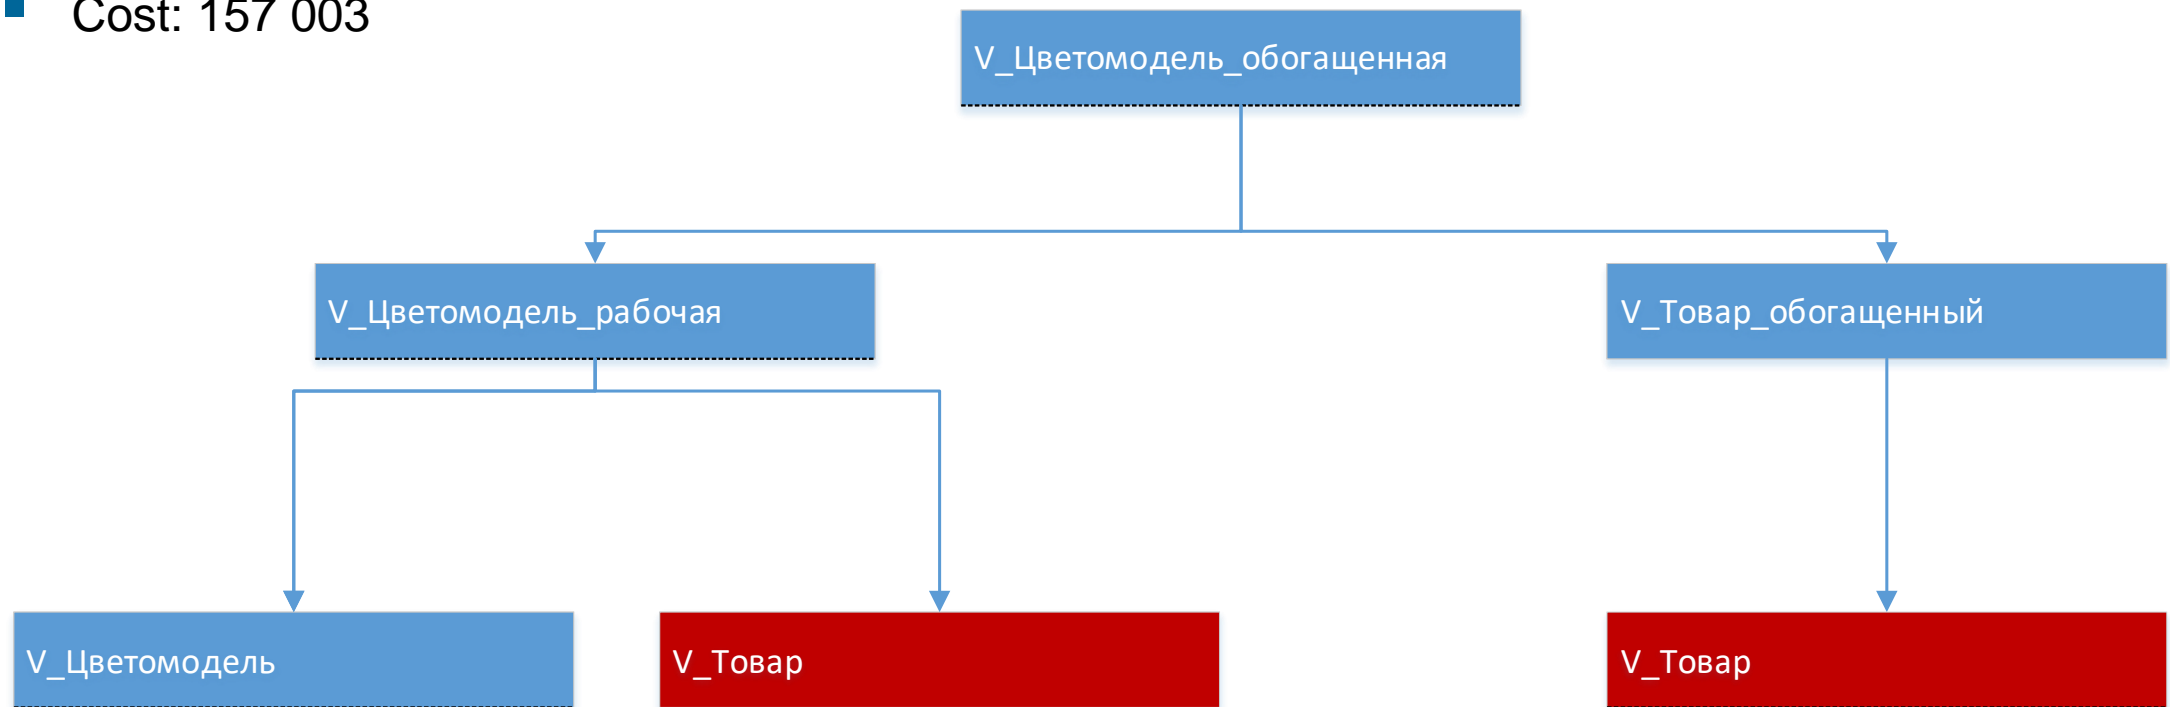 Cost: 157 003
V_Цветомодель_обогащенная
V_Цветомодель_рабочая
V_Товар_обогащенный
V_Цветомодель
V_Товар
V_Товар